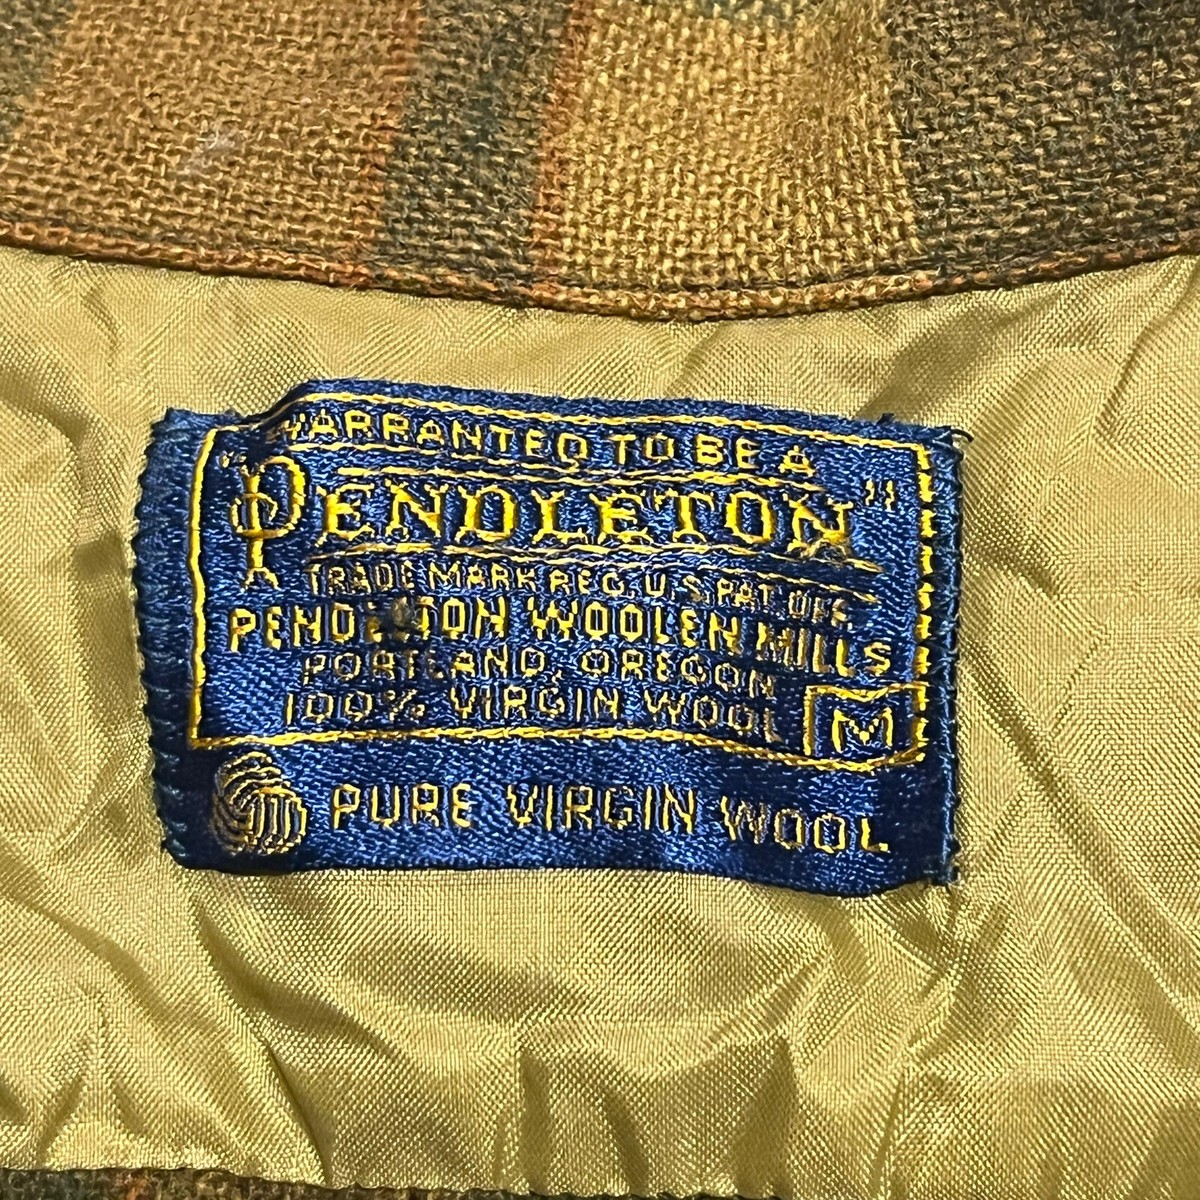 WARRANTED TO BE A
"PENDLETON"
TRADE MARK REG. U.S. PAT. OFF.
PENDLETON WOOLEN MILLS
PORTLAND, OREGON
100% VIRGIN WOOL
M
PURE VIRGIN WOOL